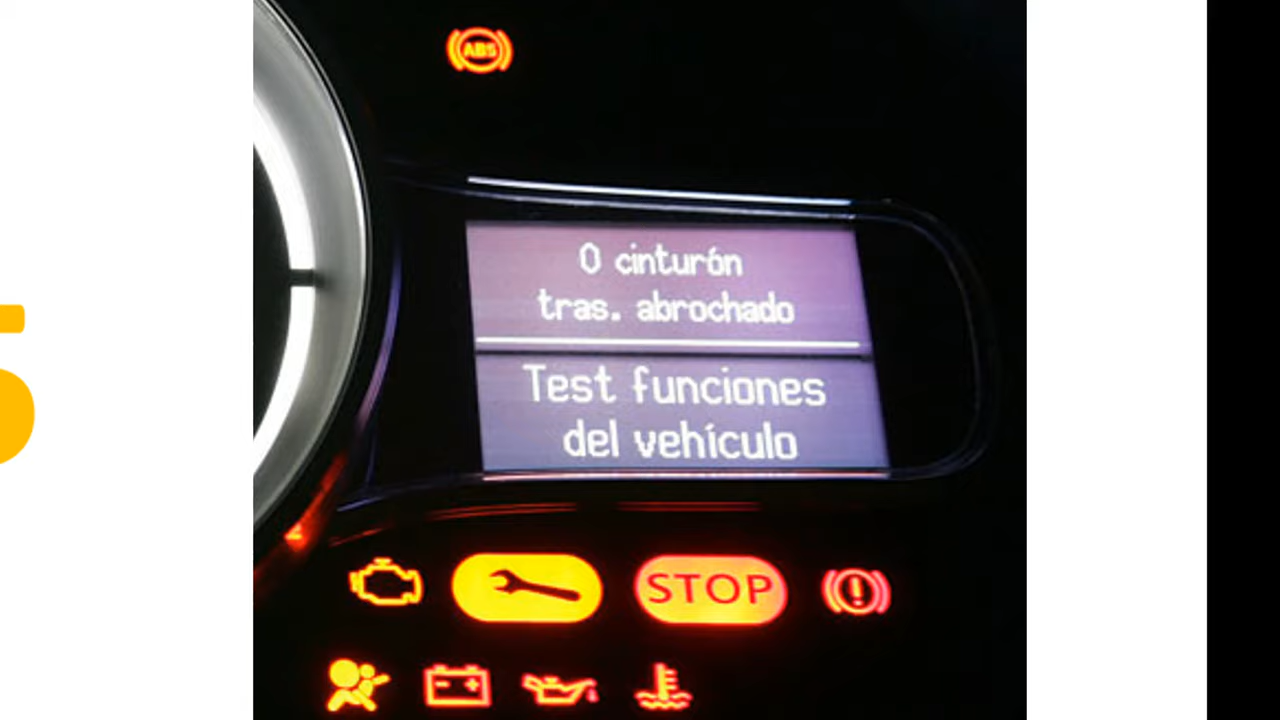 ABS
0 cinturón
tras. abrochado
Test funciones
del vehículo
STOP